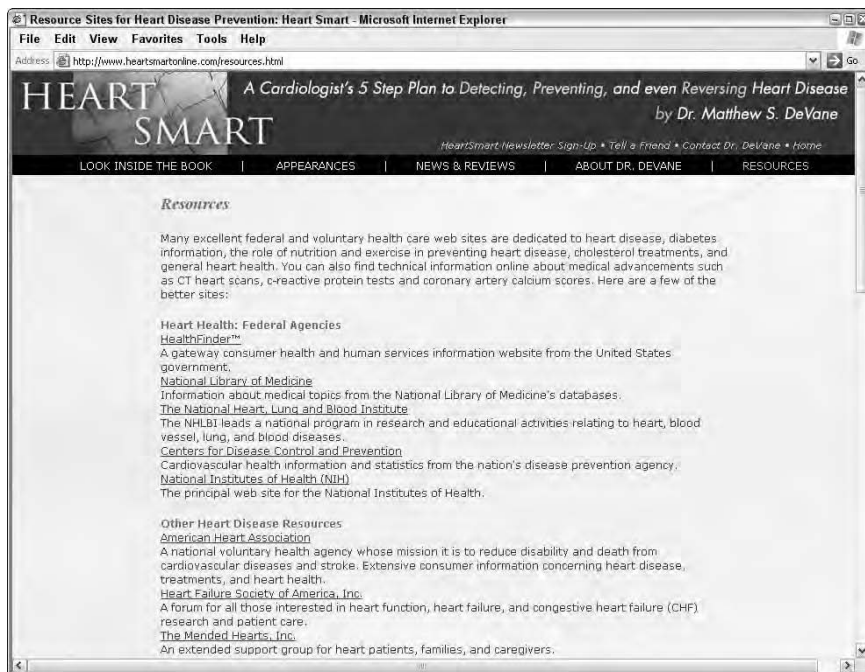 Resource Sites for Heart Disease Prevention: Heart Smart - Microsoft Internet Explorer
File Edit View Favorites Tools Help
Address http://www.heartsmartonline.com/resources.html Go
HEART SMART
A Cardiologist's 5 Step Plan to Detecting, Preventing, and even Reversing Heart Disease
by Dr. Matthew S. DeVane
HeartSmart Newsletter Sign-Up • Tell a Friend • Contact Dr. DeVane • Home
LOOK INSIDE THE BOOK | APPEARANCES | NEWS & REVIEWS | ABOUT DR. DEVANE | RESOURCES
Resources
Many excellent federal and voluntary health care web sites are dedicated to heart disease, diabetes
information, the role of nutrition and exercise in preventing heart disease, cholesterol treatments, and
general heart health. You can also find technical information online about medical advancements such
as CT heart scans, c-reactive protein tests and coronary artery calcium scores. Here are a few of the
better sites:
Heart Health: Federal Agencies
HealthFinder™
A gateway consumer health and human services information website from the United States
government.
National Library of Medicine
Information about medical topics from the National Library of Medicine's databases.
The National Heart, Lung and Blood Institute
The NHLBI leads a national program in research and educational activities relating to heart, blood
vessel, lung, and blood diseases.
Centers for Disease Control and Prevention
Cardiovascular health information and statistics from the nation's disease prevention agency.
National Institutes of Health (NIH)
The principal web site for the National Institutes of Health.
Other Heart Disease Resources
American Heart Association
A national voluntary health agency whose mission it is to reduce disability and death from
cardiovascular diseases and stroke. Extensive consumer information concerning heart disease,
treatments, and heart health.
Heart Failure Society of America, Inc.
A forum for all those interested in heart function, heart failure, and congestive heart failure (CHF)
research and patient care.
The Mended Hearts, Inc.
An extended support group for heart patients, families, and caregivers.